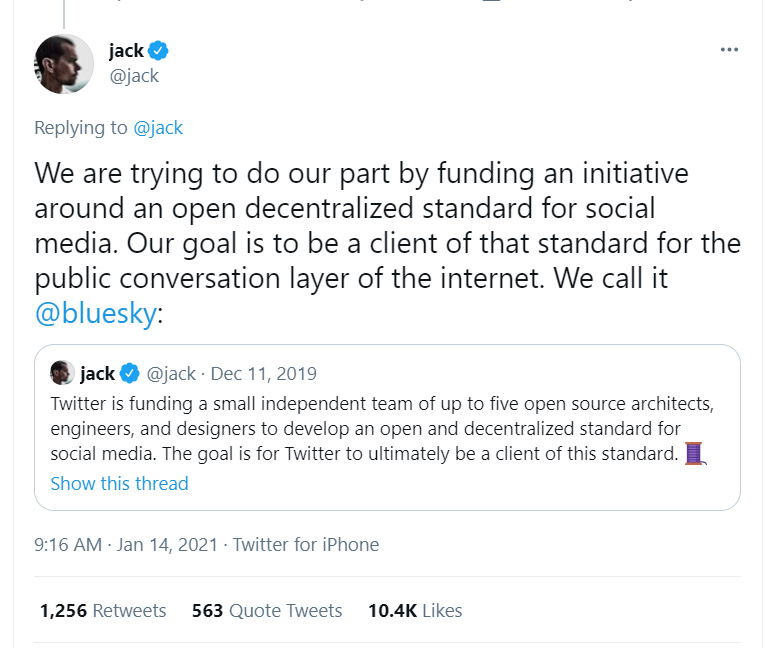 jack
@jack
Replying to @jack
We are trying to do our part by funding an initiative
around an open decentralized standard for social
media. Our goal is to be a client of that standard for the
public conversation layer of the internet. We call it
@bluesky:
jack @jack · Dec 11, 2019
Twitter is funding a small independent team of up to five open source architects,
engineers, and designers to develop an open and decentralized standard for
social media. The goal is for Twitter to ultimately be a client of this standard. 🧵
Show this thread
9:16 AM · Jan 14, 2021 · Twitter for iPhone
1,256 Retweets 563 Quote Tweets 10.4K Likes